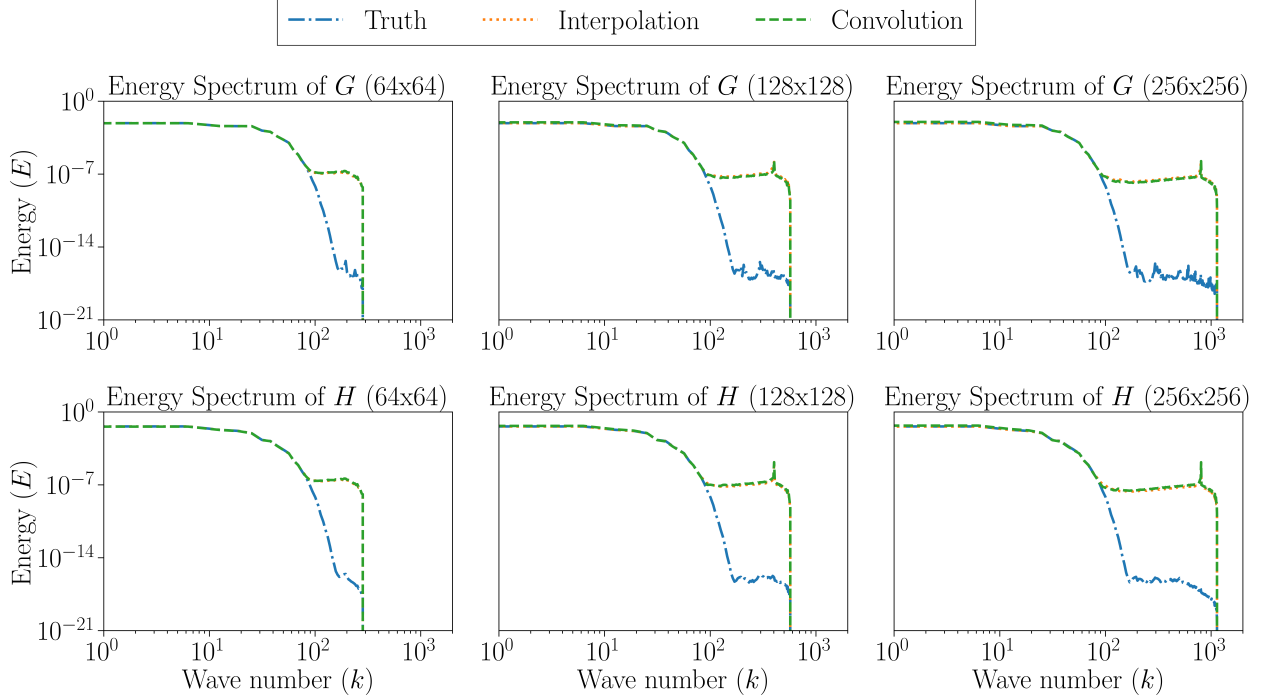 Truth Interpolation Convolution
Energy Spectrum of G (64x64) Energy Spectrum of G (128x128) Energy Spectrum of G (256x256)
10^0
10^-7
10^-14
10^-21
Energy (E)
10^0 10^1 10^2 10^3 10^0 10^1 10^2 10^3 10^0 10^1 10^2 10^3
Energy Spectrum of H (64x64) Energy Spectrum of H (128x128) Energy Spectrum of H (256x256)
10^0
10^-7
10^-14
10^-21
Energy (E)
10^0 10^1 10^2 10^3 10^0 10^1 10^2 10^3 10^0 10^1 10^2 10^3
Wave number (k) Wave number (k) Wave number (k)